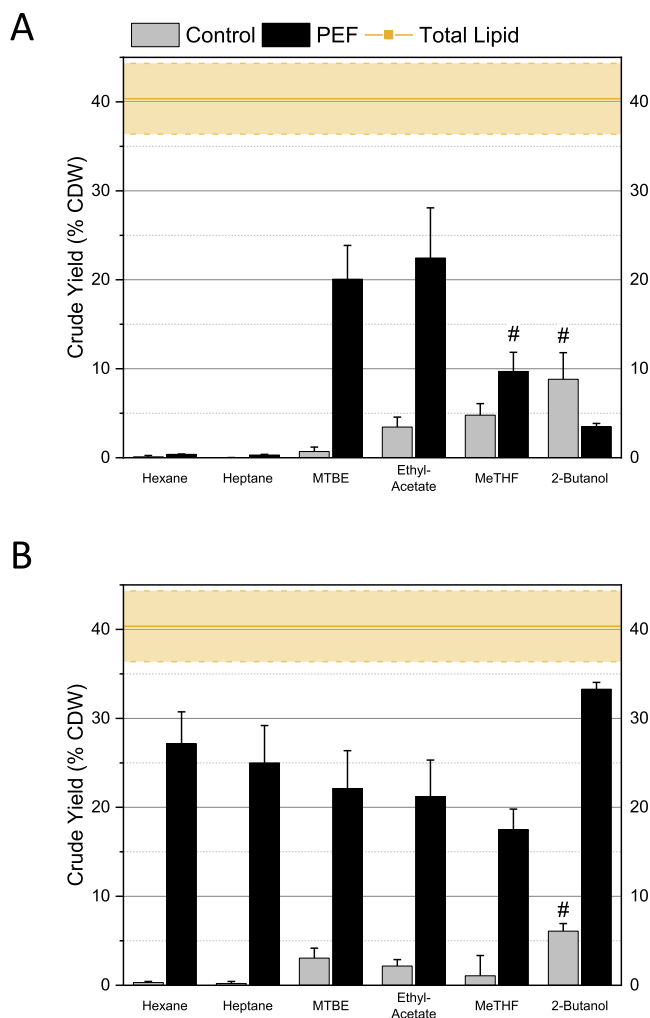 A
Control PEF Total Lipid
Crude Yield (% CDW)
40 40
30 30
20 20
10 10
0 0
# #
Hexane Heptane MTBE Ethyl-Acetate MeTHF 2-Butanol
B
Crude Yield (% CDW)
40 40
30 30
20 20
10 10
0 0
#
Hexane Heptane MTBE Ethyl-Acetate MeTHF 2-Butanol